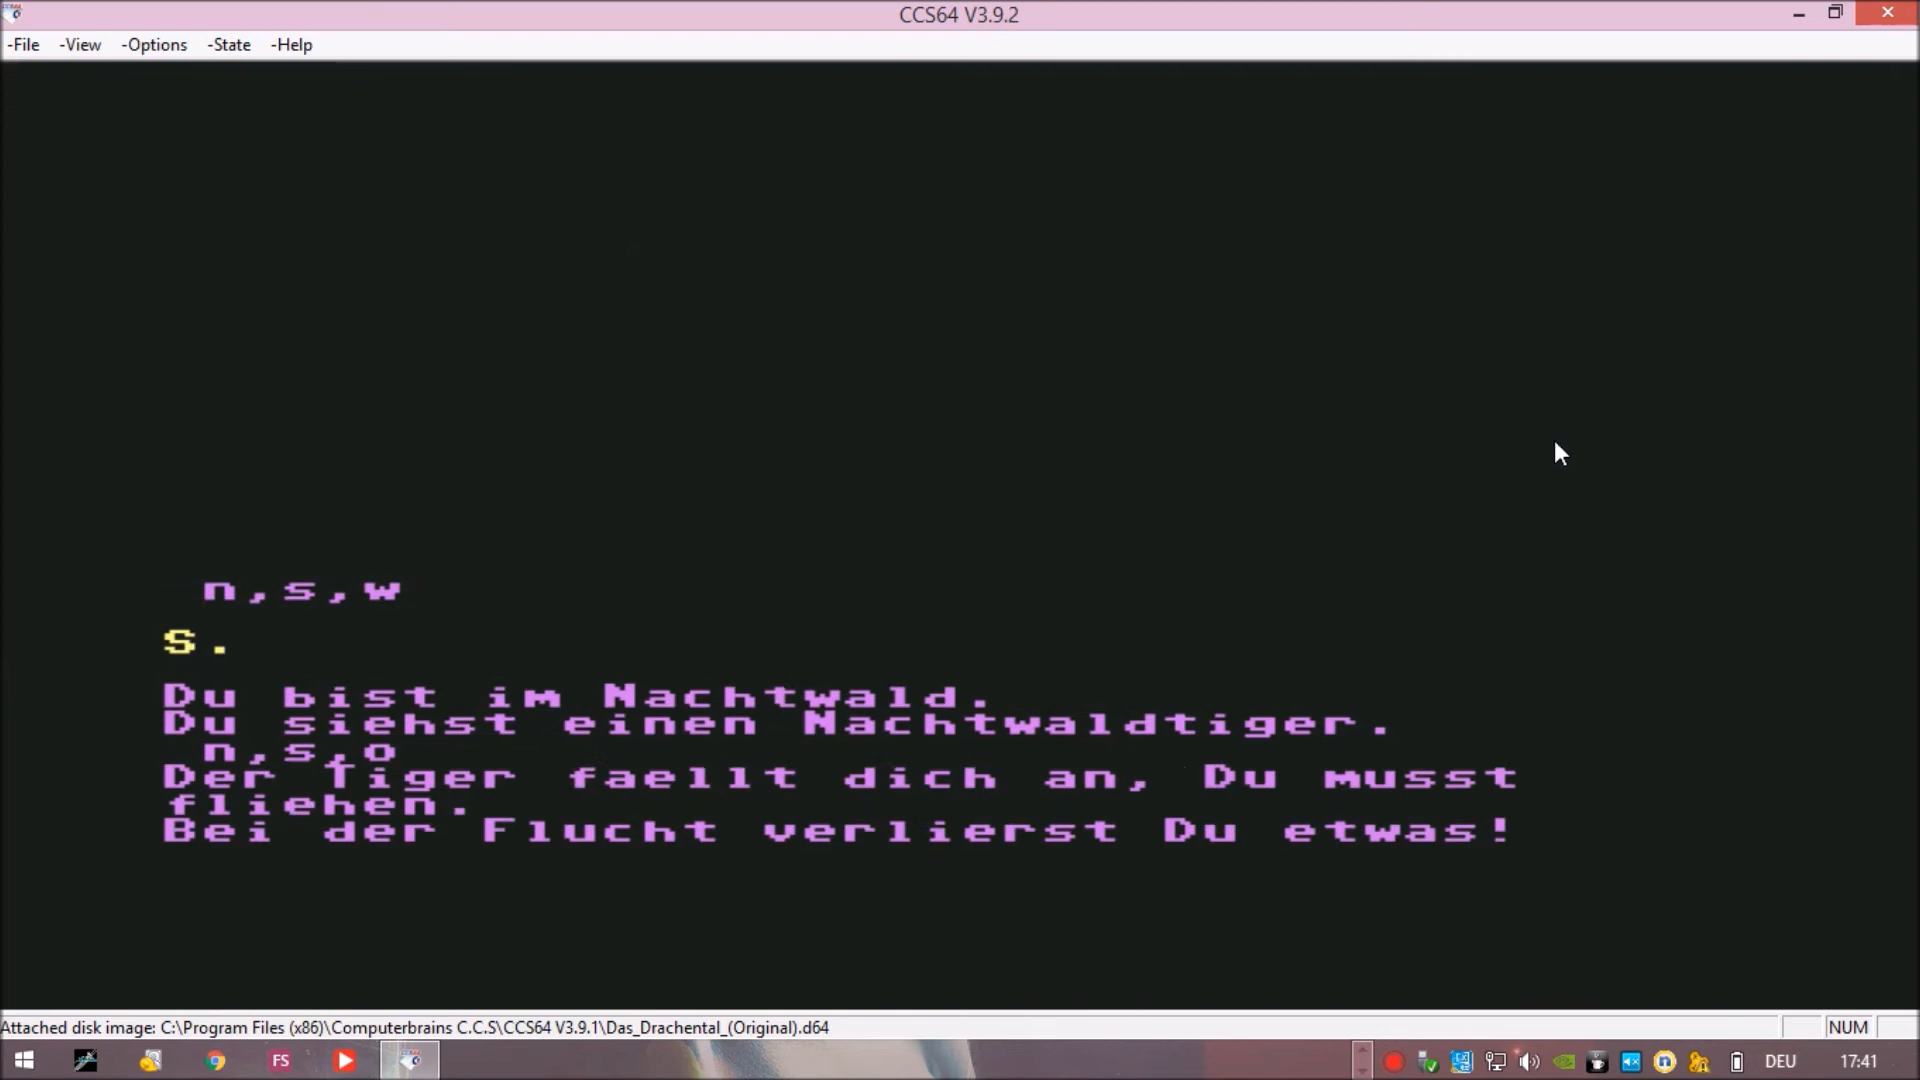 CCS64 V3.9.2
-File -View -Options -State -Help
n,s,w
S.
Du bist im Nachtwald.
Du siehst einen Nachtwaldtiger.
n,s,o
Der Tiger faellt dich an, Du musst
fliehen.
Bei der Flucht verlierst Du etwas!
Attached disk image: C:\Program Files (x86)\Computerbrains C.C.S\CCS64 V3.9.1\Das_Drachental_(Original).d64
NUM
FS
DEU
17:41